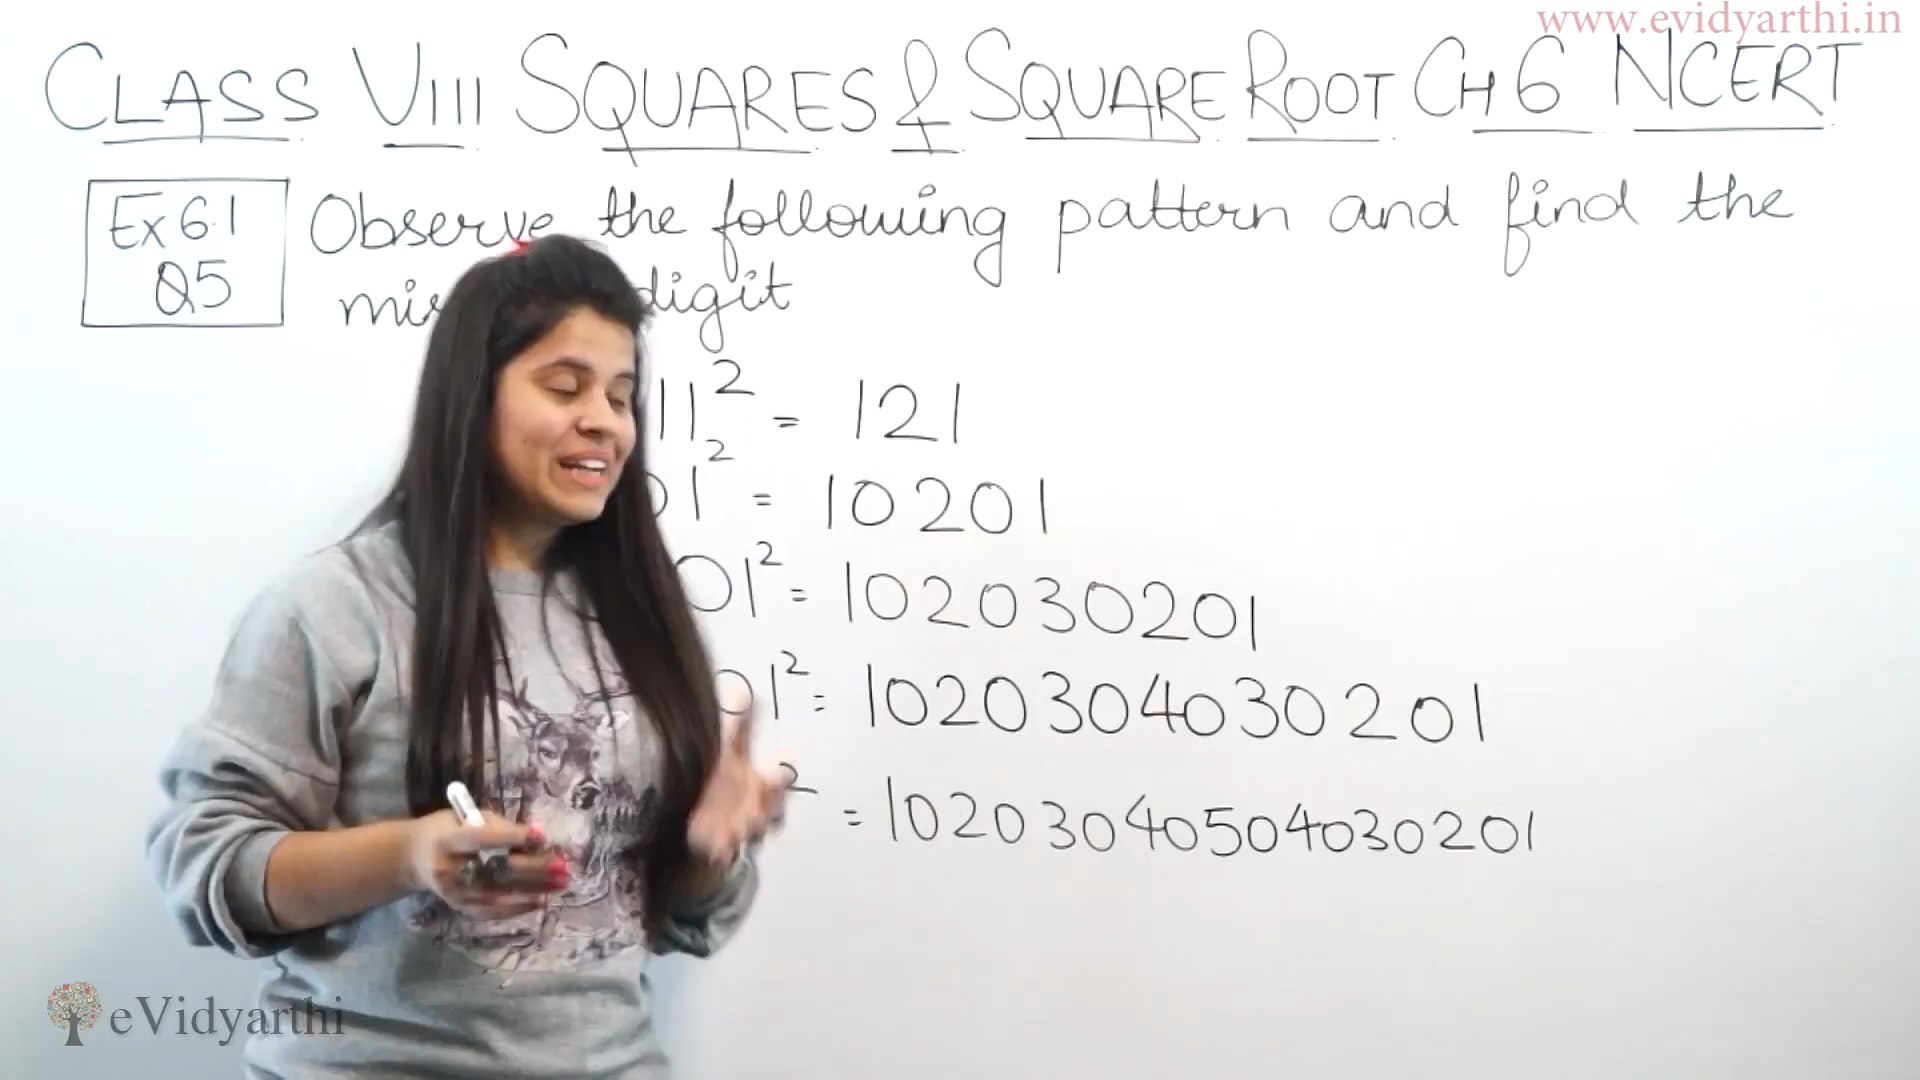 www.evidyarthi.in
CLASS VIII SQUARES & SQUARE ROOT CH 6 NCERT
Ex 6.1
Q5
Observe the following pattern and find the
digit
11² = 121
01² = 10201
01² = 102030201
01² = 1020304030201
² = 10203040504030201
eVidyarthi